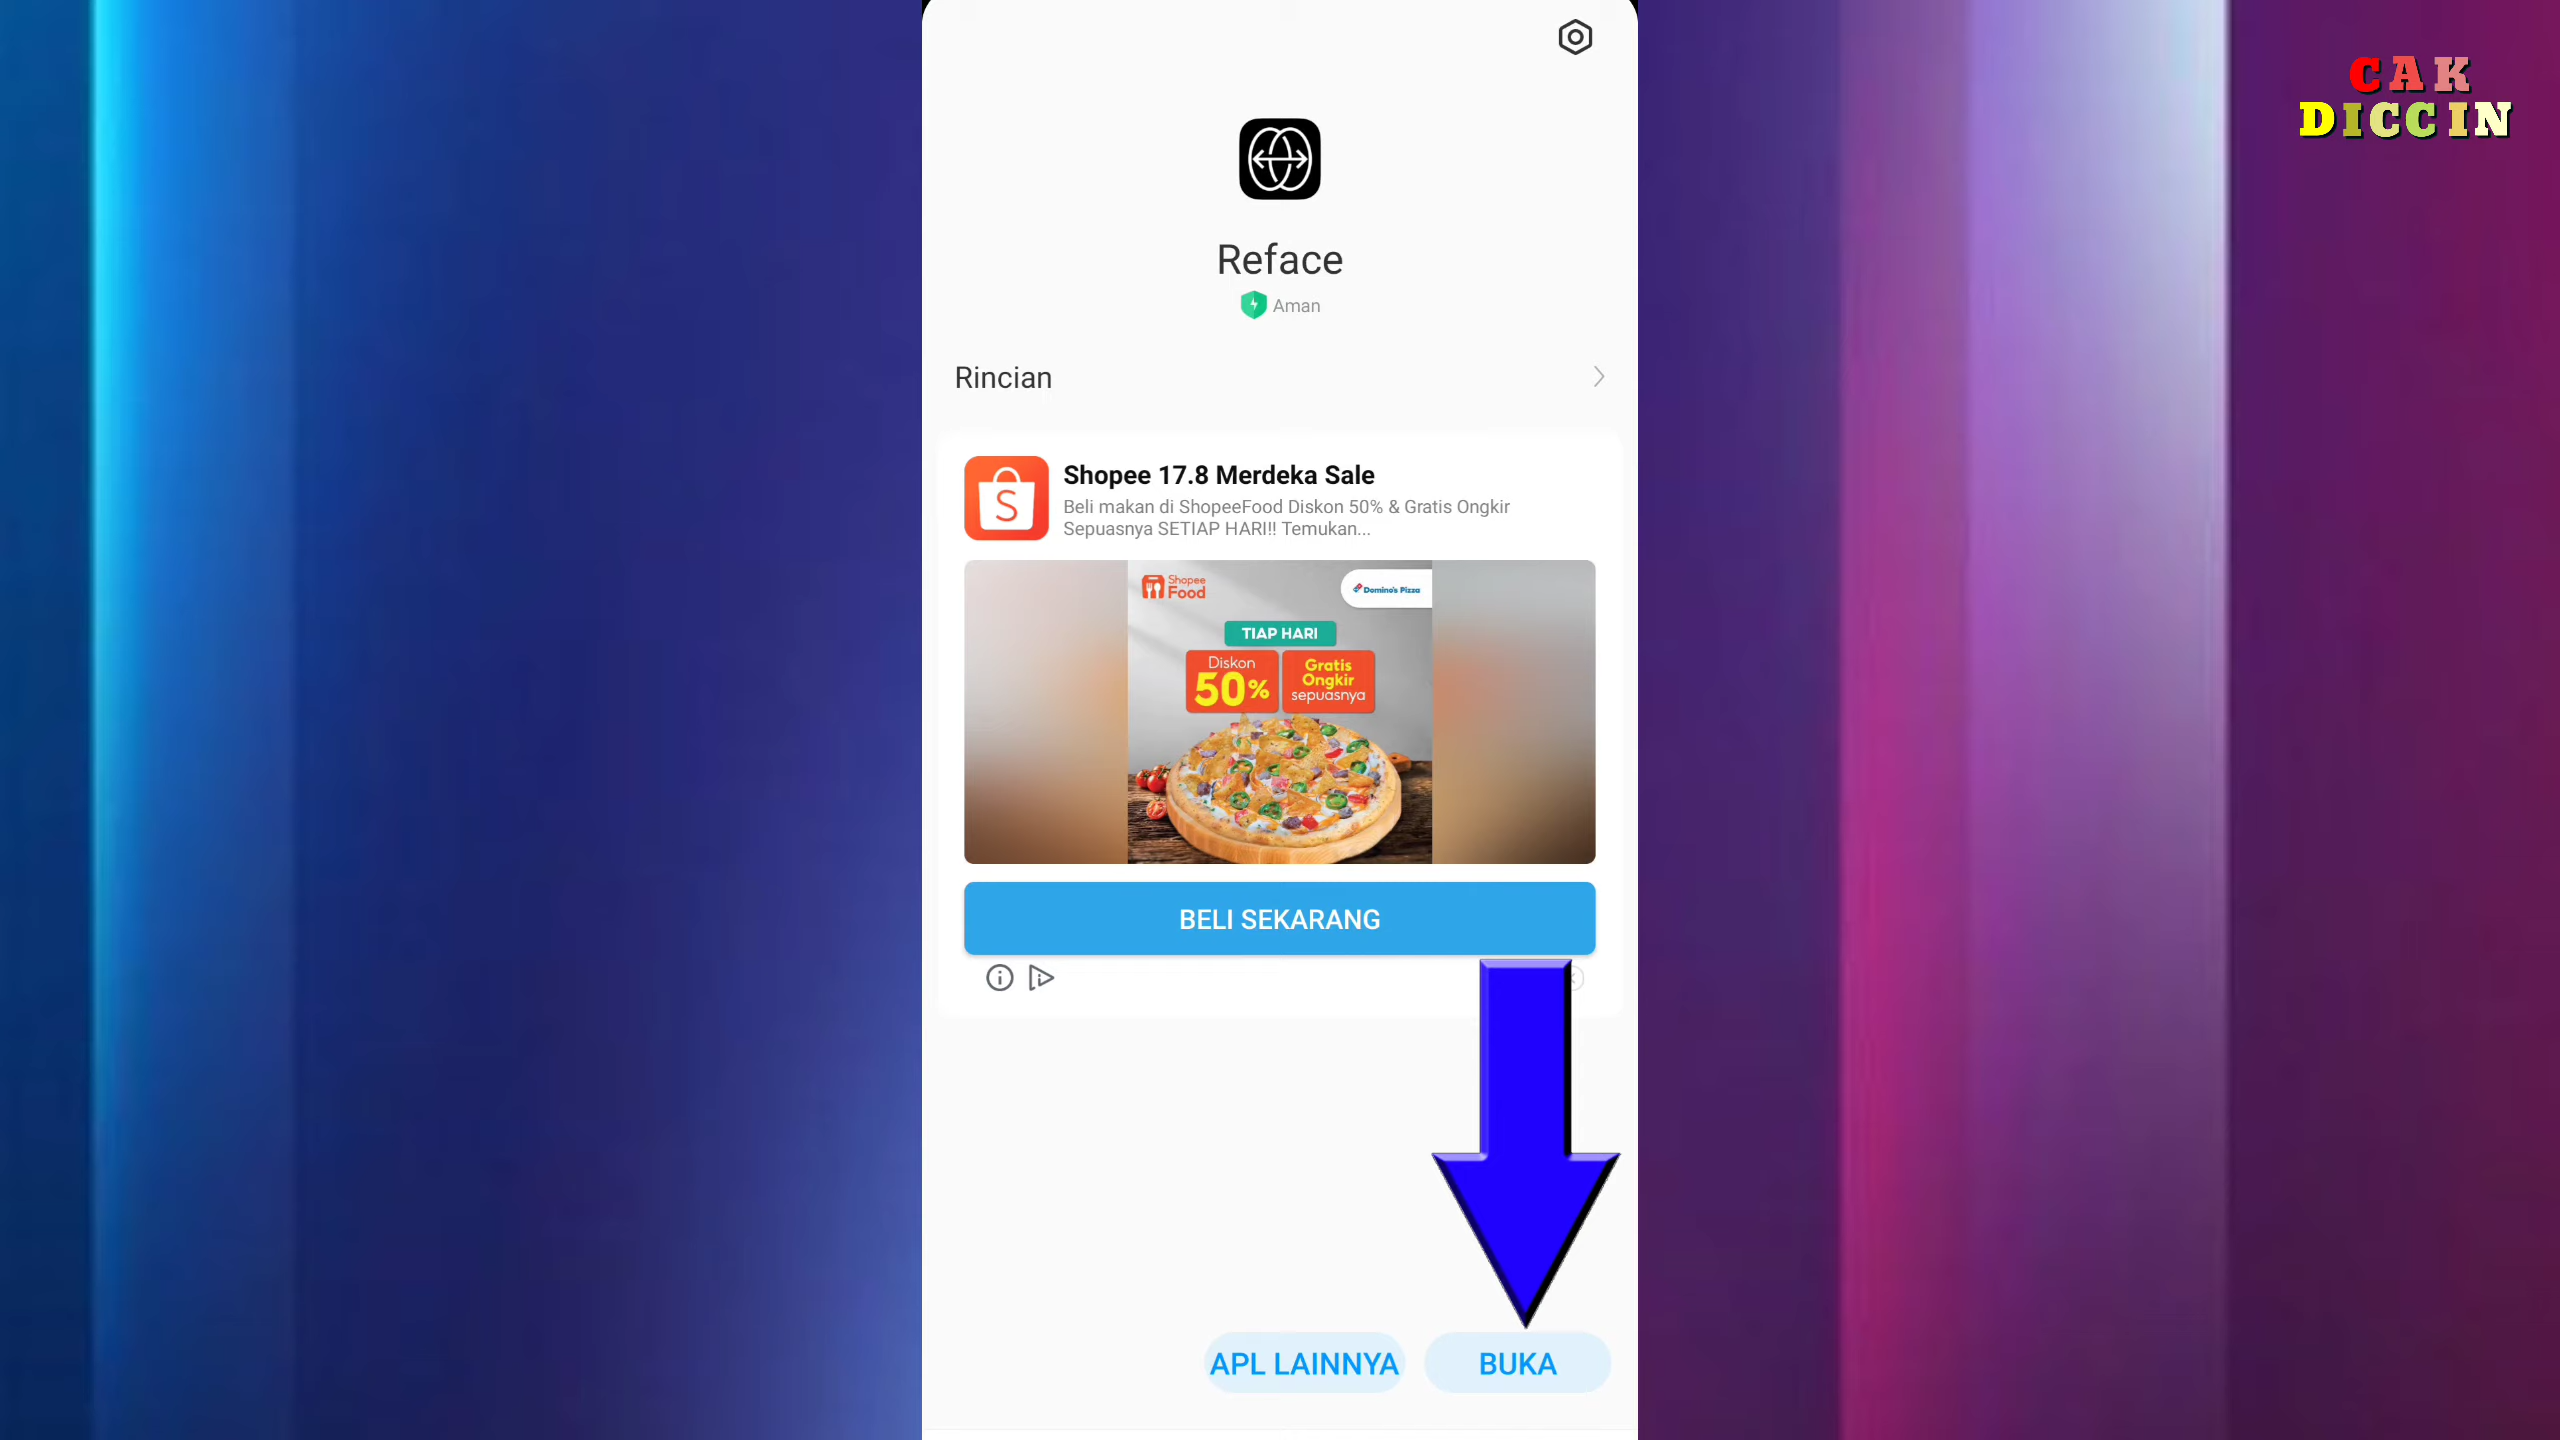 CAK
DICCIN
Reface
Aman
Rincian
Shopee 17.8 Merdeka Sale
Beli makan di ShopeeFood Diskon 50% & Gratis Ongkir
Sepuasnya SETIAP HARI!! Temukan...
Shopee
Food
Domino's Pizza
TIAP HARI
Diskon
50%
Gratis
Ongkir
sepuasnya
BELI SEKARANG
APL LAINNYA
BUKA